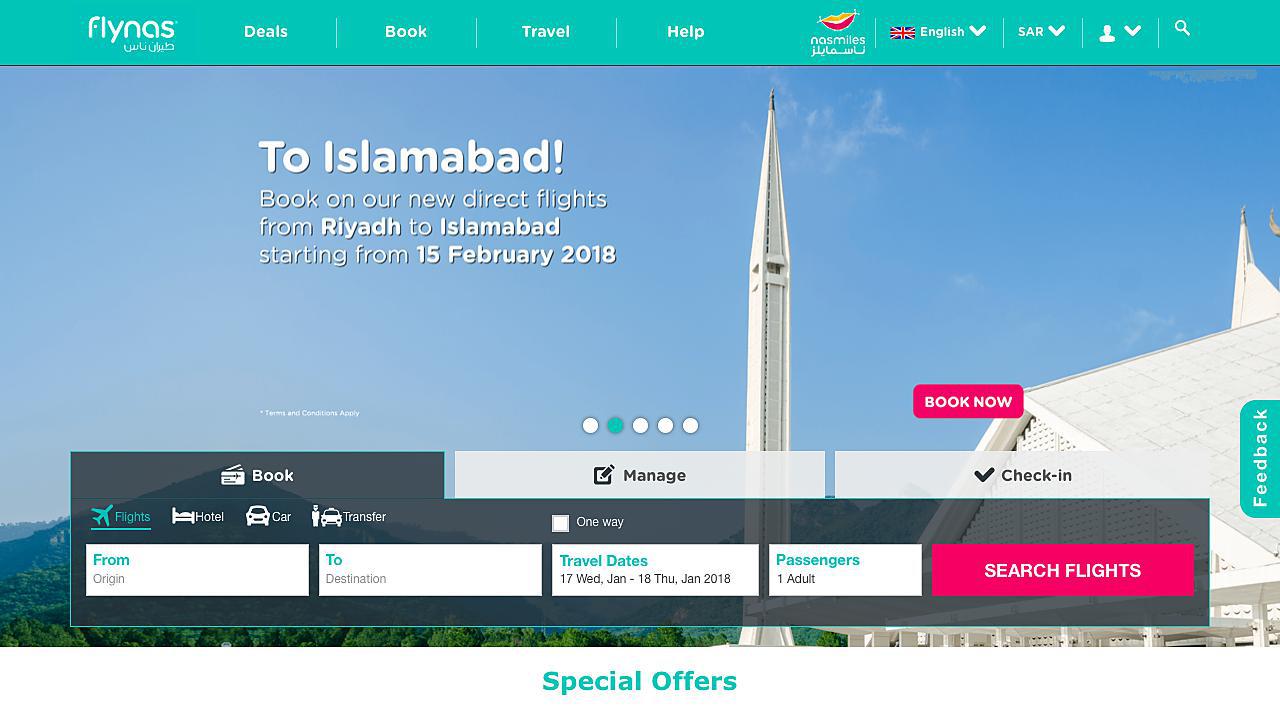 flynas
طيران ناس
Deals
Book
Travel
Help
nasmiles
ناسمايلز
English
SAR
To Islamabad!
Book on our new direct flights
from Riyadh to Islamabad
starting from 15 February 2018
* Terms and Conditions Apply
BOOK NOW
Feedback
Book
Manage
Check-in
Flights
Hotel
Car
Transfer
One way
From
Origin
To
Destination
Travel Dates
17 Wed, Jan - 18 Thu, Jan 2018
Passengers
1 Adult
SEARCH FLIGHTS
Special Offers